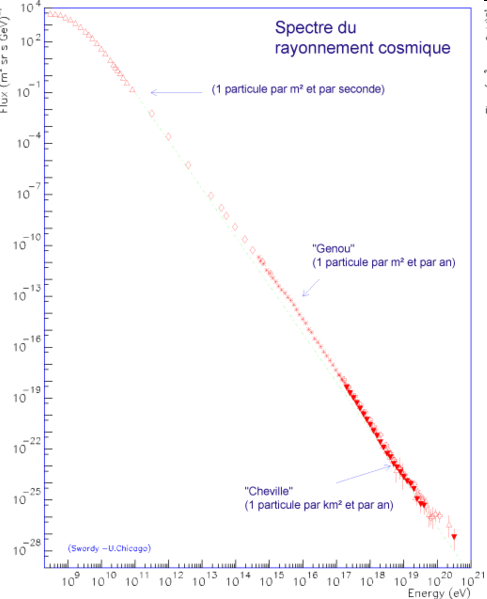 Spectre du
rayonnement cosmique
Flux (m² sr s GeV)⁻¹
10⁴
10
10⁻¹
10⁻⁴
10⁻⁷
10⁻¹⁰
10⁻¹³
10⁻¹⁶
10⁻¹⁹
10⁻²²
10⁻²⁵
10⁻²⁸
(1 particule par m² et par seconde)
"Genou"
(1 particule par m² et par an)
"Cheville"
(1 particule par km² et par an)
(Swordy –U.Chicago)
10⁹ 10¹⁰ 10¹¹ 10¹² 10¹³ 10¹⁴ 10¹⁵ 10¹⁶ 10¹⁷ 10¹⁸ 10¹⁹ 10²⁰ 10²¹
Energy (eV)